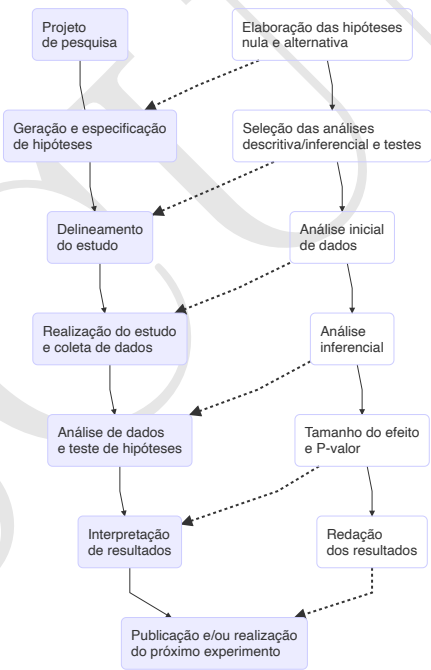 Projeto
de pesquisa
Elaboração das hipóteses
nula e alternativa
Geração e especificação
de hipóteses
Seleção das análises
descritiva/inferencial e testes
Delineamento
do estudo
Análise inicial
de dados
Realização do estudo
e coleta de dados
Análise
inferencial
Análise de dados
e teste de hipóteses
Tamanho do efeito
e P-valor
Interpretação
de resultados
Redação
dos resultados
Publicação e/ou realização
do próximo experimento